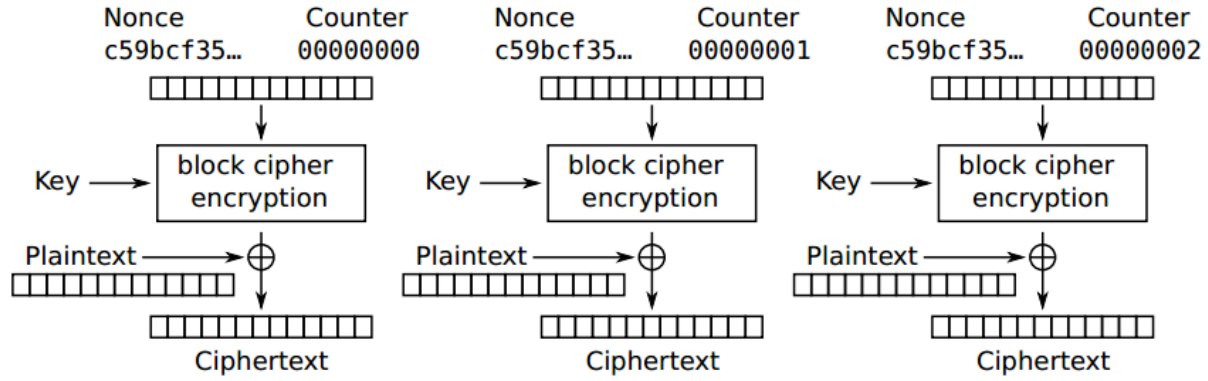 Nonce Counter Nonce Counter Nonce Counter
c59bcf35… 00000000 c59bcf35… 00000001 c59bcf35… 00000002
block cipher block cipher block cipher
Key encryption Key encryption Key encryption
Plaintext Plaintext Plaintext
Ciphertext Ciphertext Ciphertext